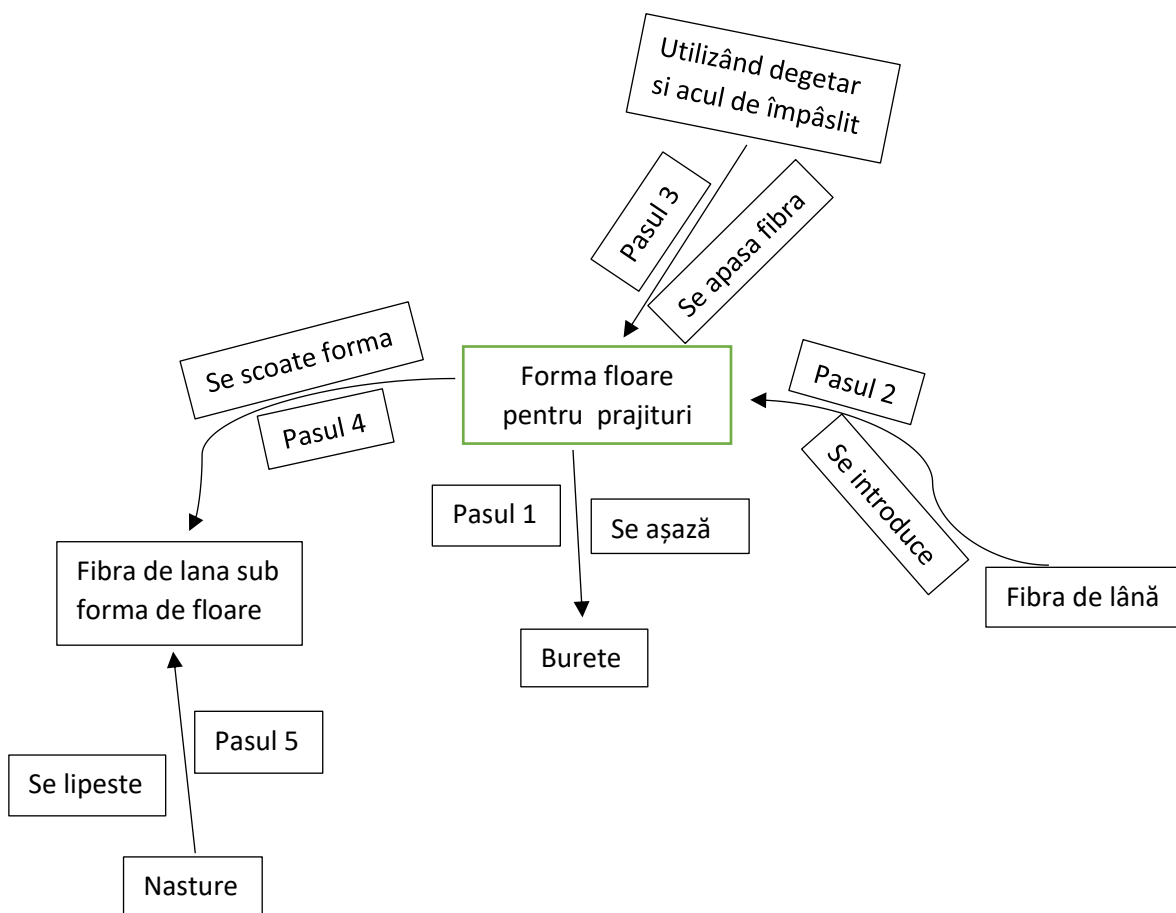 Utilizând degetar
si acul de împâslit
Pasul 3
Se apasa fibra
Se scoate forma
Pasul 4
Forma floare
pentru prajituri
Pasul 2
Se introduce
Pasul 1
Se așază
Fibra de lana sub
forma de floare
Fibra de lână
Burete
Pasul 5
Se lipeste
Nasture